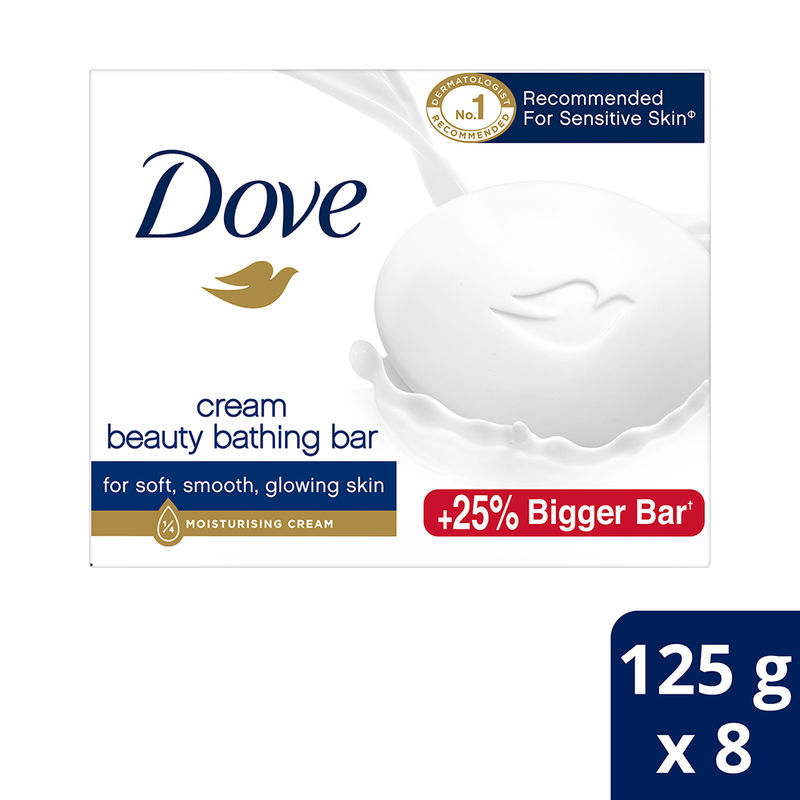 DERMATOLOGIST
No.1
RECOMMENDED
Recommended
For Sensitive Skin®
Dove
cream
beauty bathing bar
for soft, smooth, glowing skin
1/4 MOISTURISING CREAM
+25% Bigger Bar†
125 g
x 8